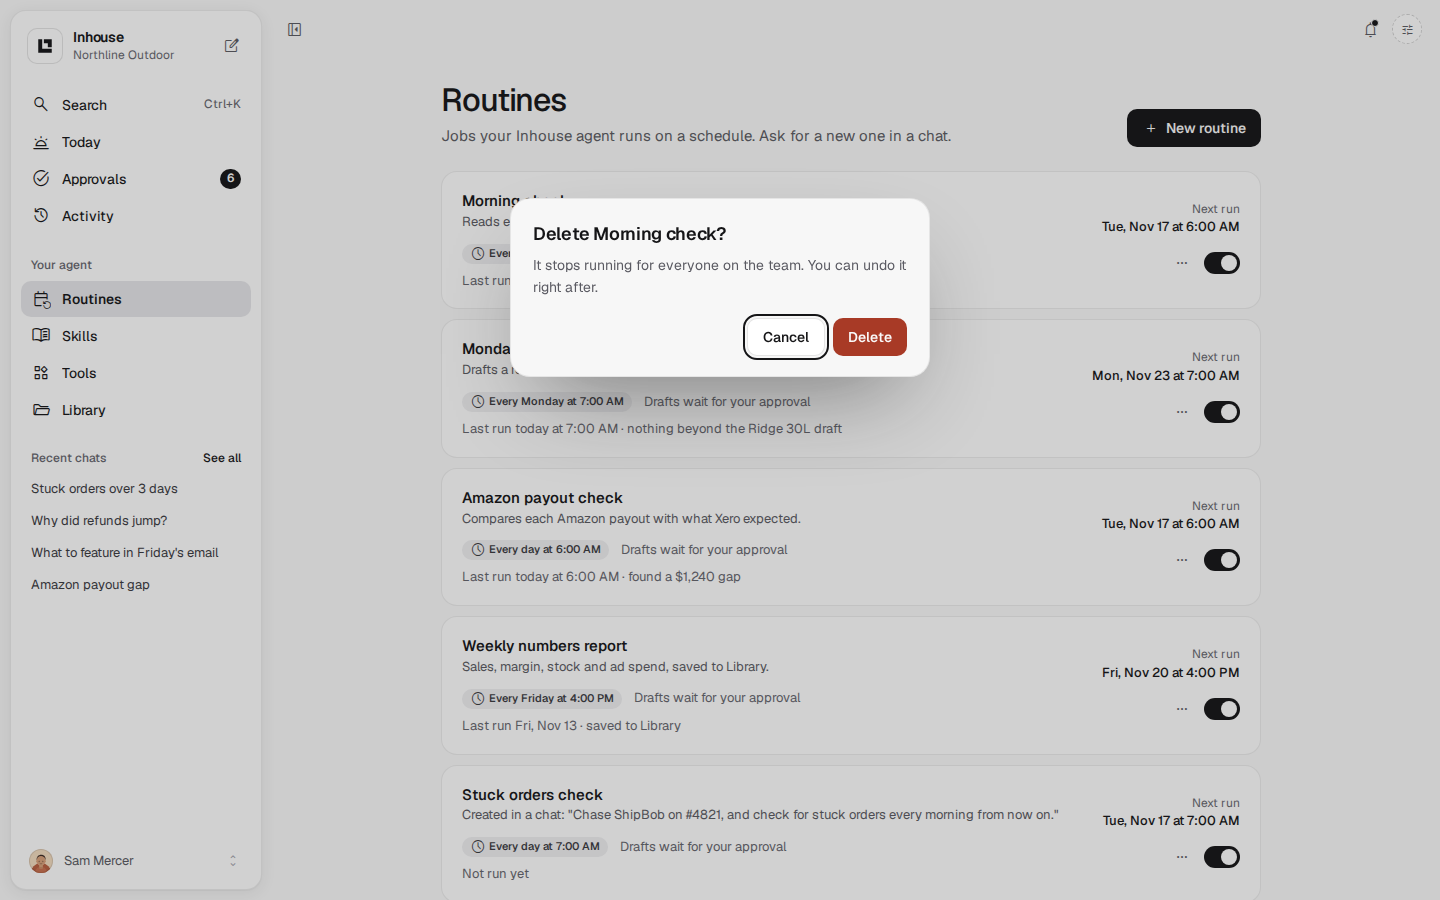 Inhouse
Northline Outdoor
Search Ctrl+K
Today
Approvals 6
Activity
Your agent
Routines
Skills
Tools
Library
Recent chats See all
Stuck orders over 3 days
Why did refunds jump?
What to feature in Friday's email
Amazon payout gap
Sam Mercer
Routines
Jobs your Inhouse agent runs on a schedule. Ask for a new one in a chat.
+ New routine
Morning
Reads
Last run
Next run
Tue, Nov 17 at 6:00 AM
Delete Morning check?
It stops running for everyone on the team. You can undo it
right after.
Cancel Delete
Drafts a
Every Monday at 7:00 AM Drafts wait for your approval
Last run today at 7:00 AM · nothing beyond the Ridge 30L draft
Next run
Mon, Nov 23 at 7:00 AM
Amazon payout check
Compares each Amazon payout with what Xero expected.
Every day at 6:00 AM Drafts wait for your approval
Last run today at 6:00 AM · found a $1,240 gap
Next run
Tue, Nov 17 at 6:00 AM
Weekly numbers report
Sales, margin, stock and ad spend, saved to Library.
Every Friday at 4:00 PM Drafts wait for your approval
Last run Fri, Nov 13 · saved to Library
Next run
Fri, Nov 20 at 4:00 PM
Stuck orders check
Created in a chat: "Chase ShipBob on #4821, and check for stuck orders every morning from now on."
Every day at 7:00 AM Drafts wait for your approval
Not run yet
Next run
Tue, Nov 17 at 7:00 AM